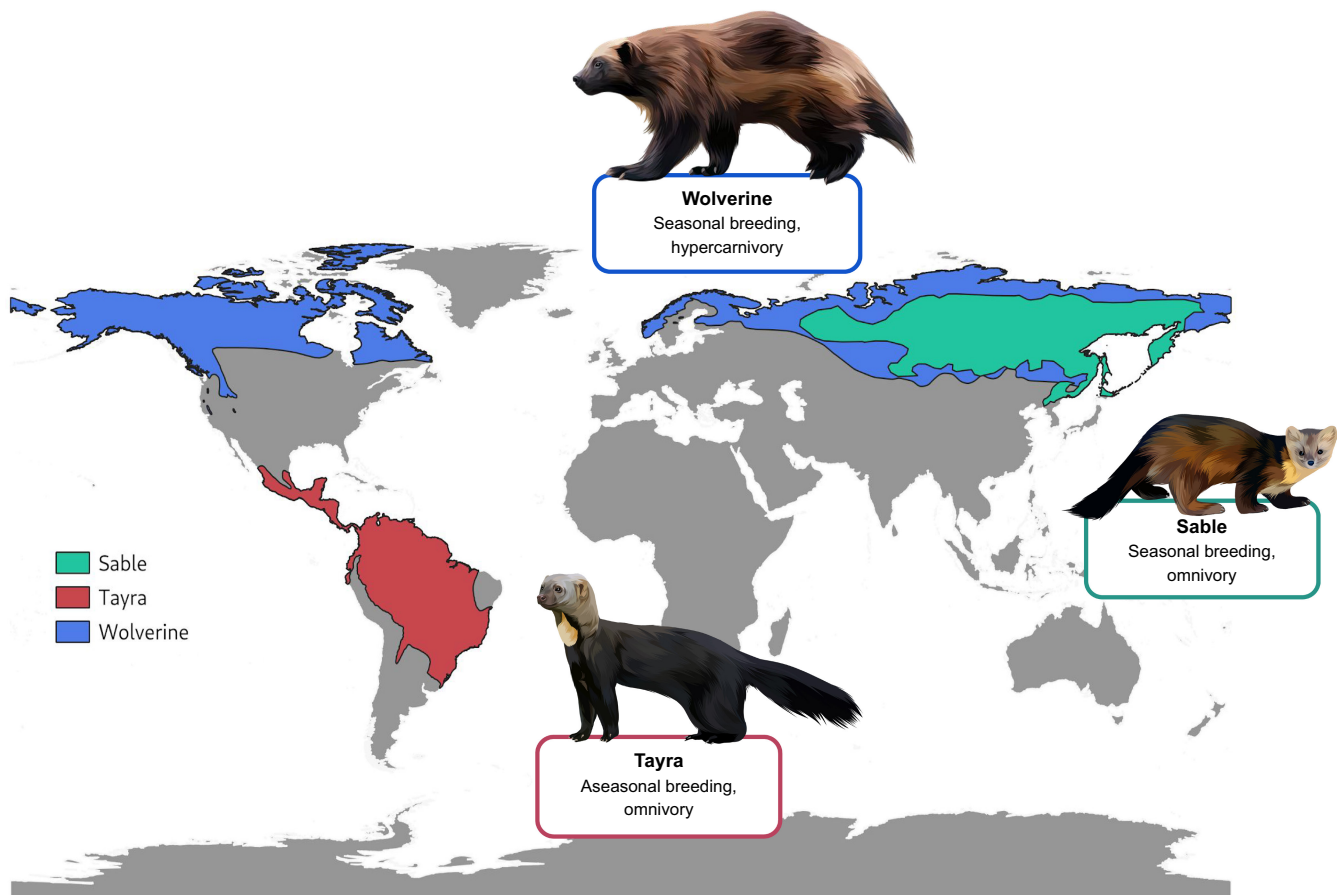 Wolverine
Seasonal breeding,
hypercarnivory
Sable
Seasonal breeding,
omnivory
Sable
Tayra
Wolverine
Tayra
Aseasonal breeding,
omnivory